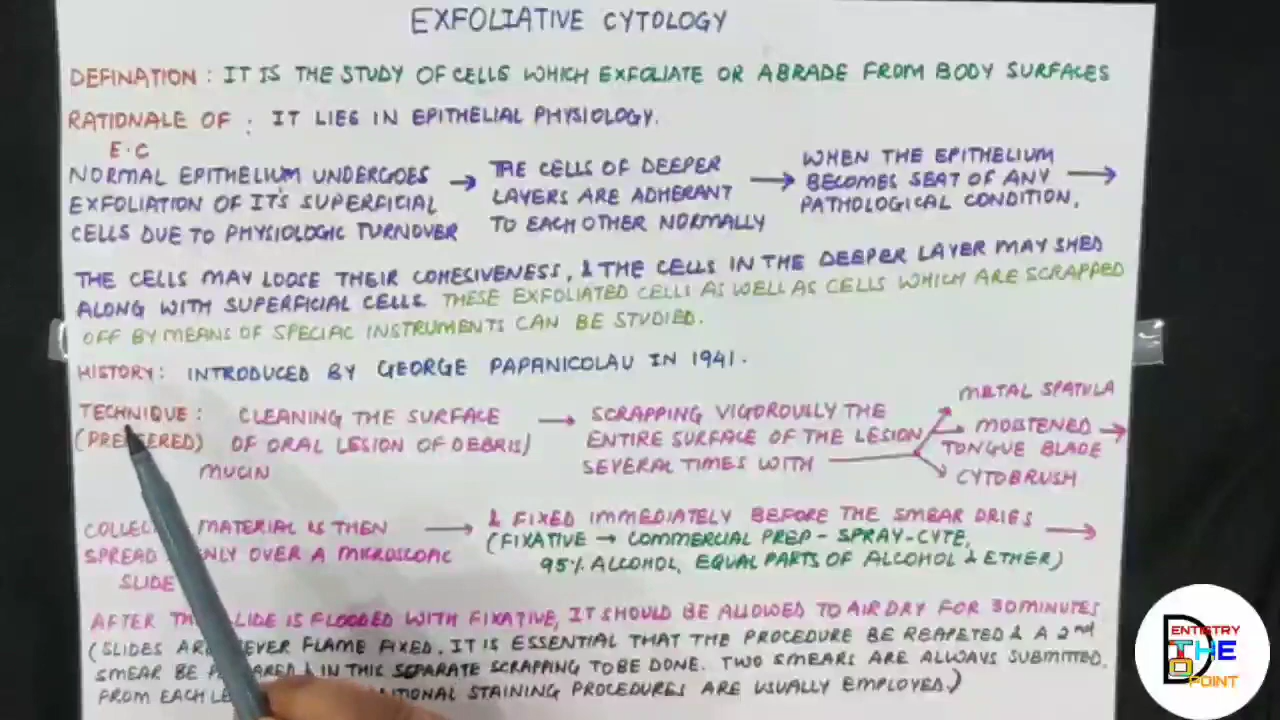 EXFOLIATIVE CYTOLOGY
DEFINATION : IT IS THE STUDY OF CELLS WHICH EXFOLIATE OR ABRADE FROM BODY SURFACES
RATIONALE OF : IT LIES IN EPITHELIAL PHYSIOLOGY.
E.C
NORMAL EPITHELIUM UNDERGOES
EXFOLIATION OF IT'S SUPERFICIAL
CELLS DUE TO PHYSIOLOGIC TURNOVER
→ THE CELLS OF DEEPER
LAYERS ARE ADHERANT
TO EACH OTHER NORMALLY
→ WHEN THE EPITHELIUM
BECOMES SEAT OF ANY →
PATHOLOGICAL CONDITION,
THE CELLS MAY LOOSE THEIR COHESIVENESS, & THE CELLS IN THE DEEPER LAYER MAY SHED
ALONG WITH SUPERFICIAL CELLS THESE EXFOLIATED CELLS AS WELL AS CELLS WHICH ARE SCRAPPED
OFF BY MEANS OF SPECIAL INSTRUMENTS CAN BE STUDIED.
HISTORY: INTRODUCED BY GEORGE PAPANICOLAU IN 1941.
TECHNIQUE : CLEANING THE SURFACE
(PRE ERED) OF ORAL LESION OF DEBRIS/
MUCIN
→ SCRAPPING VIGOROUSLY THE
ENTIRE SURFACE OF THE LESION
SEVERAL TIMES WITH
METAL SPATULA
MOISTENED →
TONGUE BLADE
CYTOBRUSH
MATERIAL IS THEN
SPREAD OVER A MICROSCOPIC
SLIDE
→ & FIXED IMMEDIATELY BEFORE THE SMEAR DRIES →
(FIXATIVE → COMMERCIAL PREP - SPRAY-CYTE,
95% ALCOHOL, EQUAL PARTS OF ALCOHOL & ETHER)
AFTER IS FLOODED WITH FIXATIVE, IT SHOULD BE ALLOWED TO AIR DRY FOR 30 MINUTES
(SLIDES FLAME FIXED. IT IS ESSENTIAL THAT THE PROCEDURE BE REAPETED & A 2nd
SMEAR BE & IN THIS SEPARATE SCRAPPING TO BE DONE. TWO SMEARS ARE ALWAYS SUBMITTED.
FROM EACH STAINING PROCEDURES ARE USUALLY EMPLOYED.)
DENTISTRY
THE
TO
POINT